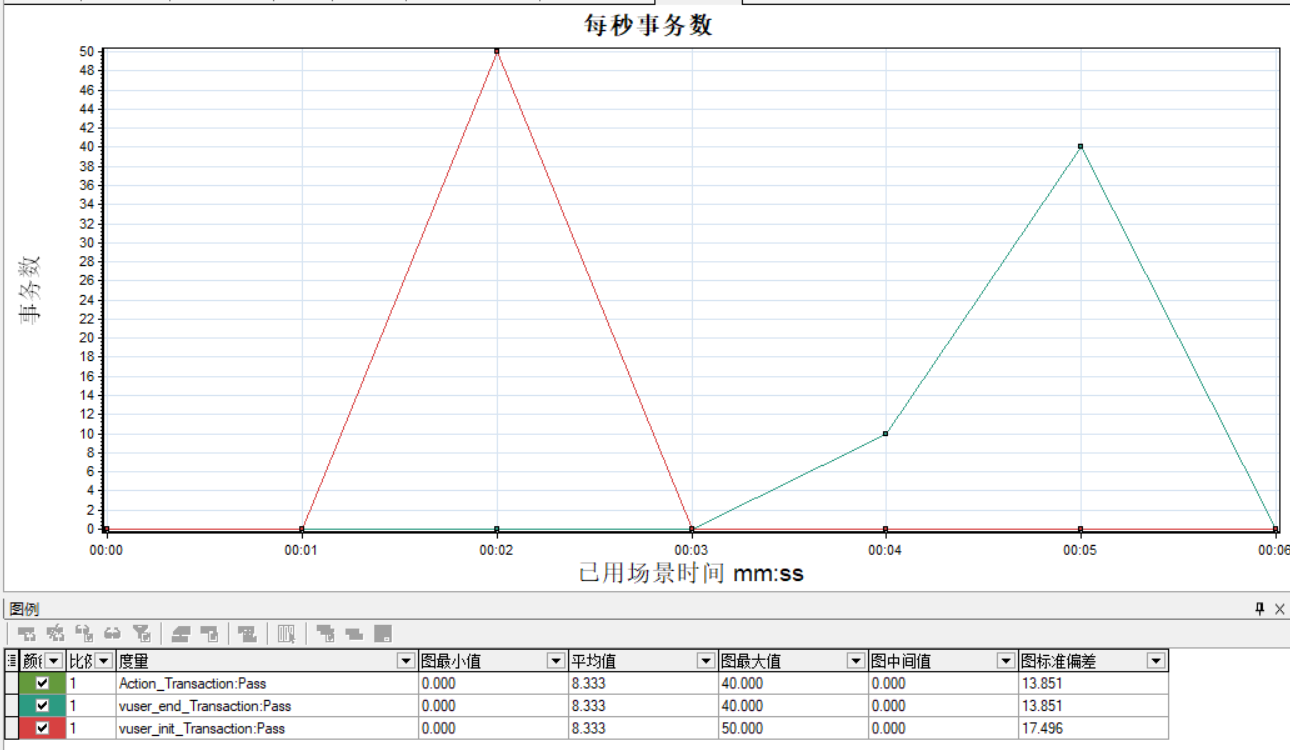 每秒事务数
50
48
46
44
42
40
38
36
34
32
30
28
26
24
22
20
18
16
14
12
10
8
6
4
2
0
事务数
00:00 00:01 00:02 00:03 00:04 00:05 00:06
已用场景时间 mm:ss
图例
颜 比例 度量 图最小值 平均值 图最大值 图中间值 图标准偏差
1 Action_Transaction:Pass 0.000 8.333 40.000 0.000 13.851
1 vuser_end_Transaction:Pass 0.000 8.333 40.000 0.000 13.851
1 vuser_init_Transaction:Pass 0.000 8.333 50.000 0.000 17.496